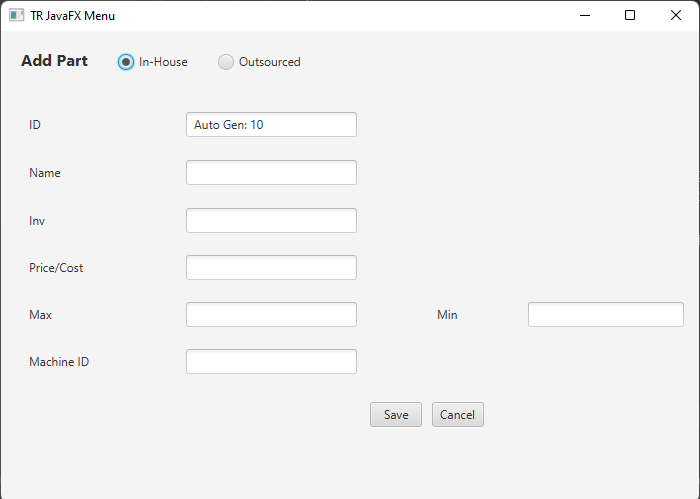 TR JavaFX Menu
Add Part In-House Outsourced
ID Auto Gen: 10
Name
Inv
Price/Cost
Max Min
Machine ID
Save Cancel